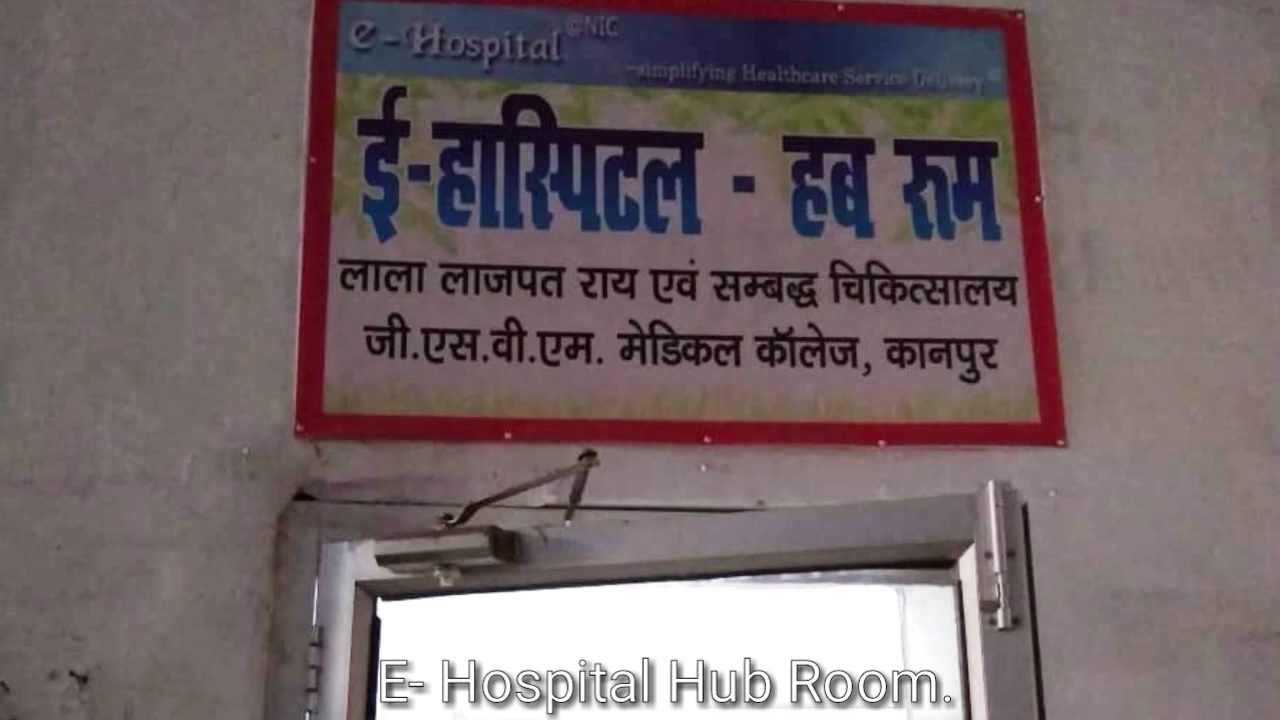 e-Hospital ©NIC
-simplifying Healthcare Service Delivery
ई-हास्पिटल - हब रूम
लाला लाजपत राय एवं सम्बद्ध चिकित्सालय
जी.एस.वी.एम. मेडिकल कॉलेज, कानपुर
E- Hospital Hub Room.